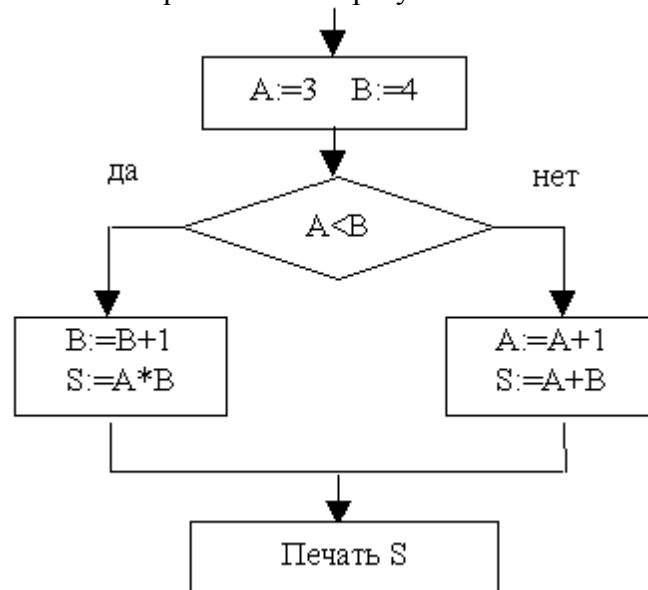 A:=3 B:=4
да
нет
A<B
B:=B+1
S:=A*B
A:=A+1
S:=A+B
Печать S